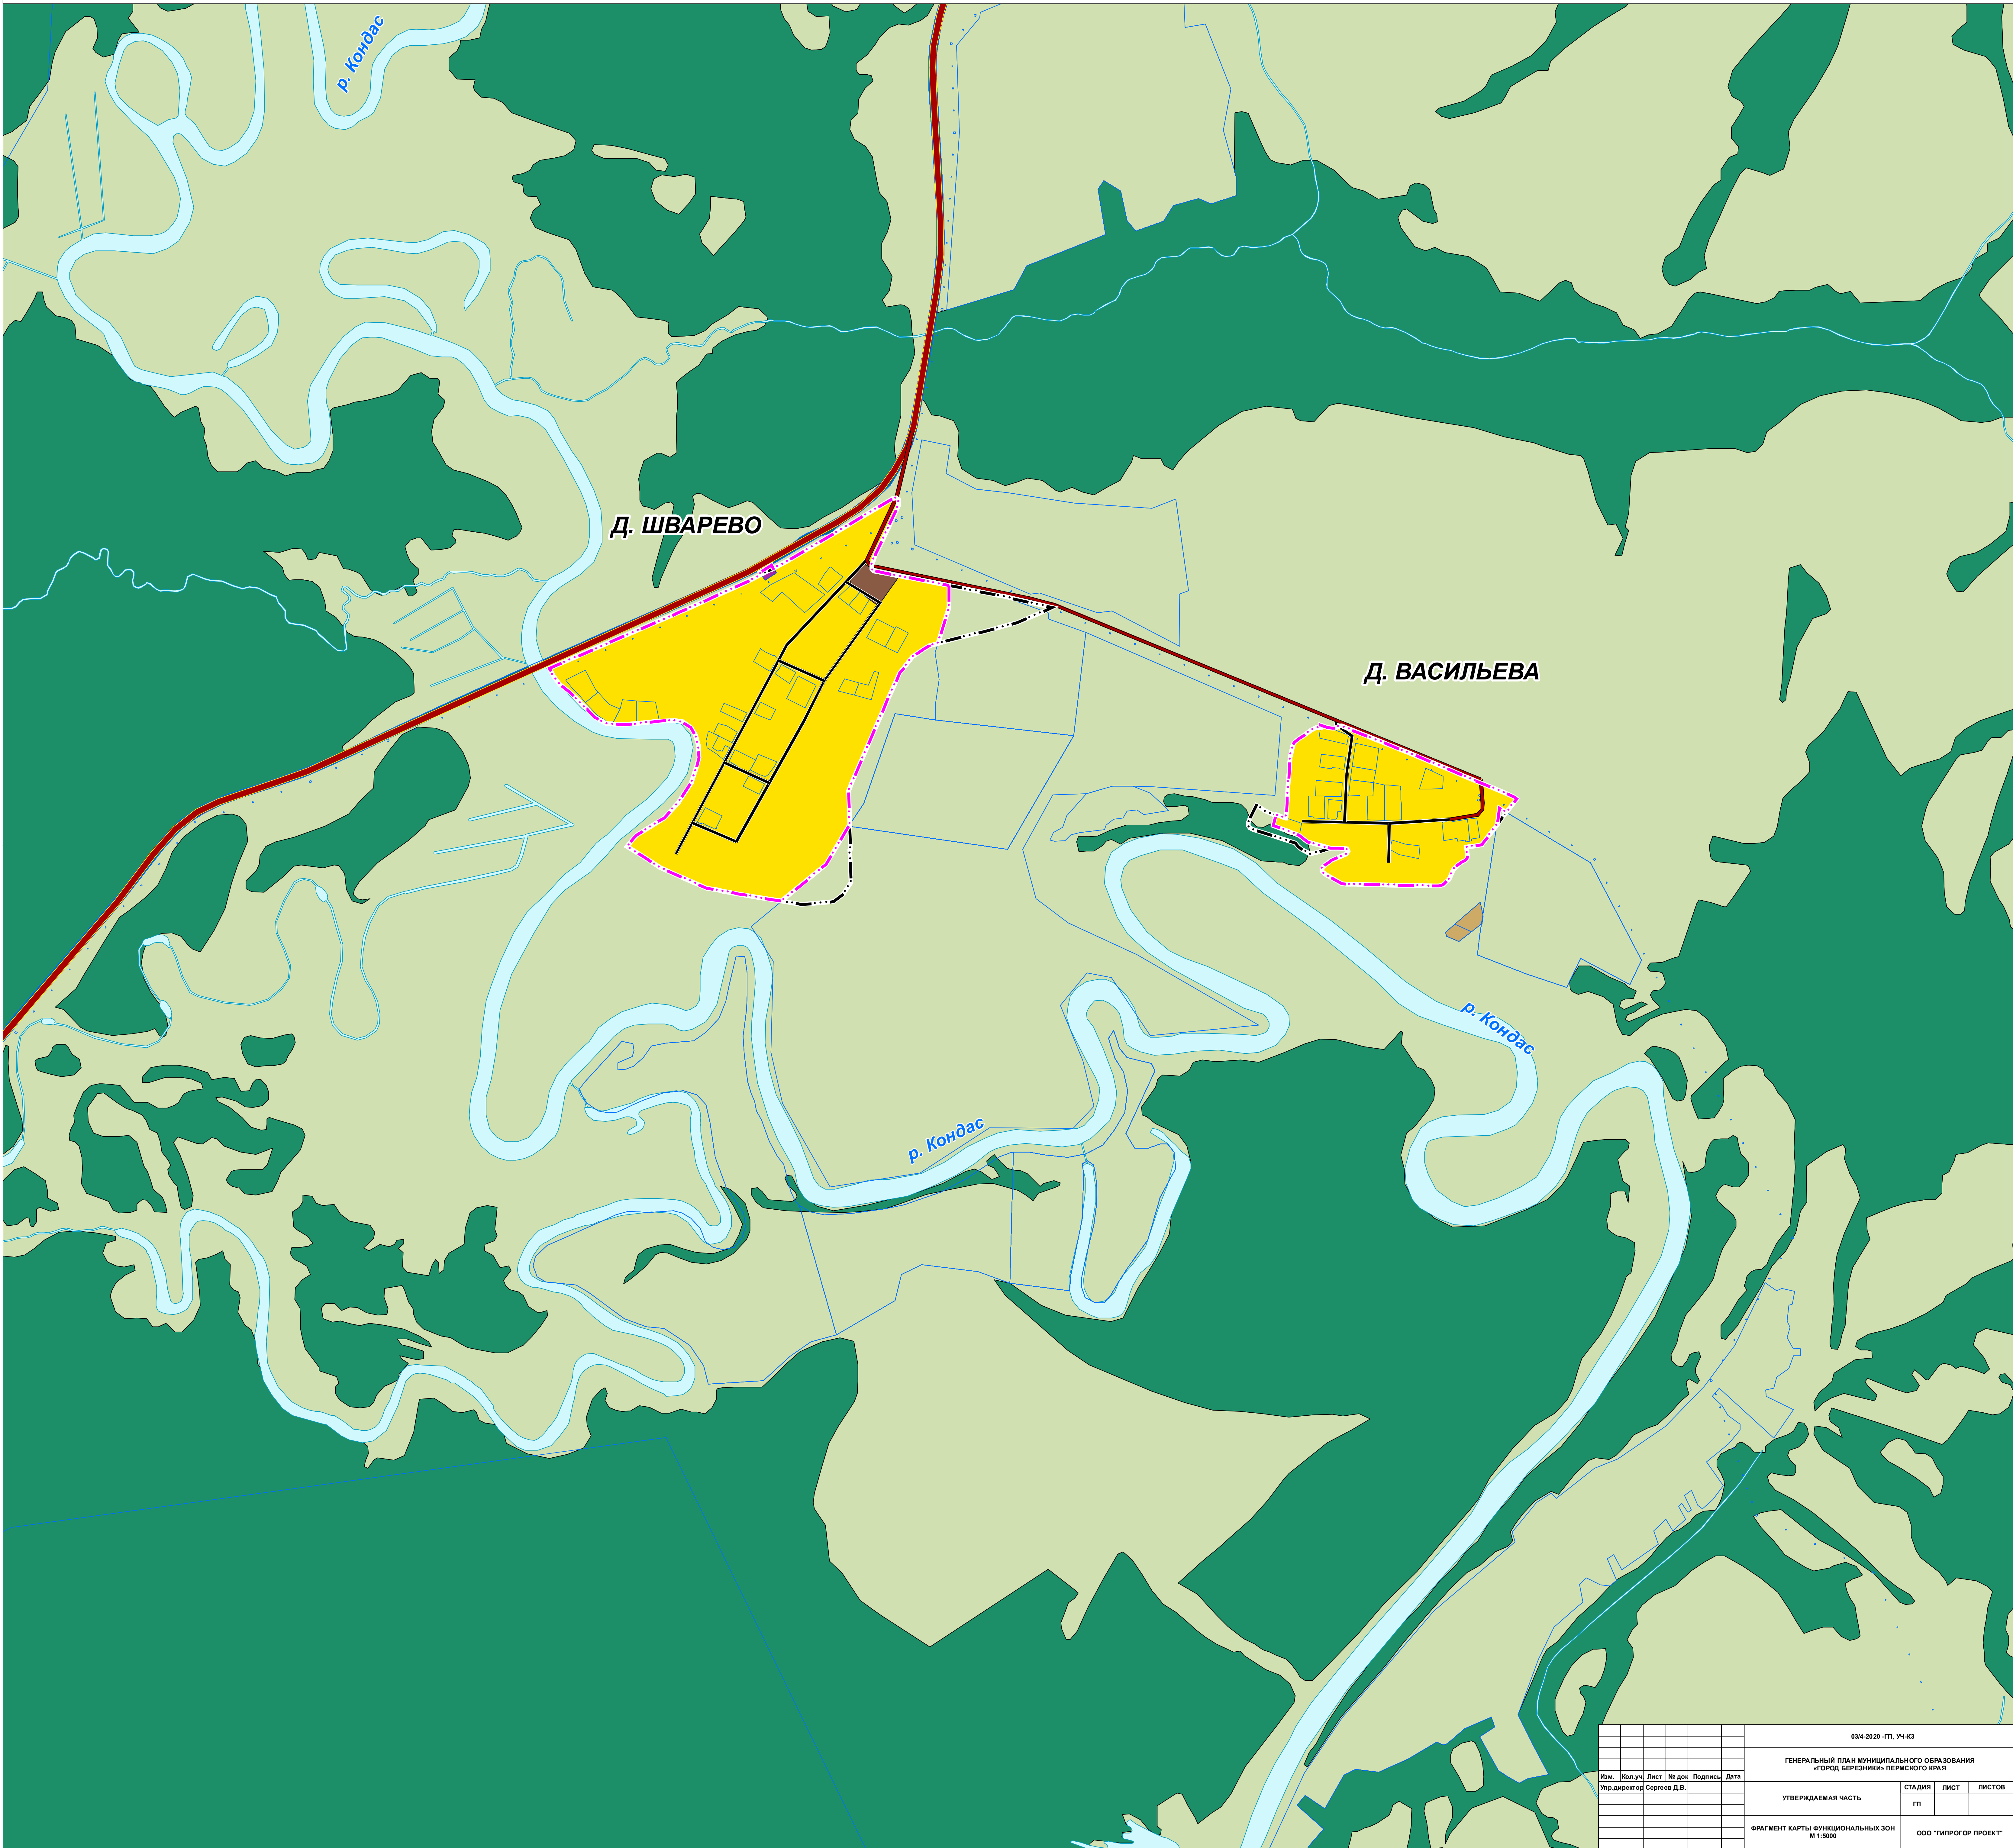 р. Кондас
Д. ШВАРЕВО
Д. ВАСИЛЬЕВА
р. Кондас
р. Кондас
03/4-2020 -ГП, УЧ-КЗ
ГЕНЕРАЛЬНЫЙ ПЛАН МУНИЦИПАЛЬНОГО ОБРАЗОВАНИЯ
«ГОРОД БЕРЕЗНИКИ» ПЕРМСКОГО КРАЯ
Изм. Кол.уч Лист № док Подпись Дата
Упр.директор Сергеев Д.В.
УТВЕРЖДАЕМАЯ ЧАСТЬ
СТАДИЯ ЛИСТ ЛИСТОВ
ГП
ФРАГМЕНТ КАРТЫ ФУНКЦИОНАЛЬНЫХ ЗОН
М 1:5000
ООО "ГИПРОГОР ПРОЕКТ"